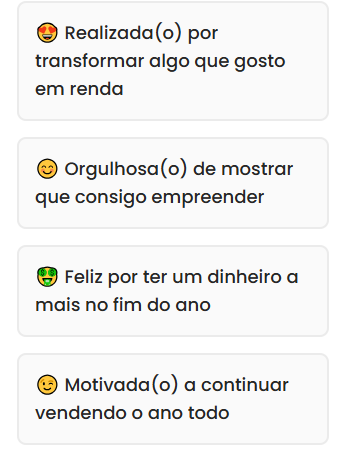 😍 Realizada(o) por
transformar algo que gosto
em renda
😊 Orgulhosa(o) de mostrar
que consigo empreender
🤑 Feliz por ter um dinheiro a
mais no fim do ano
😉 Motivada(o) a continuar
vendendo o ano todo